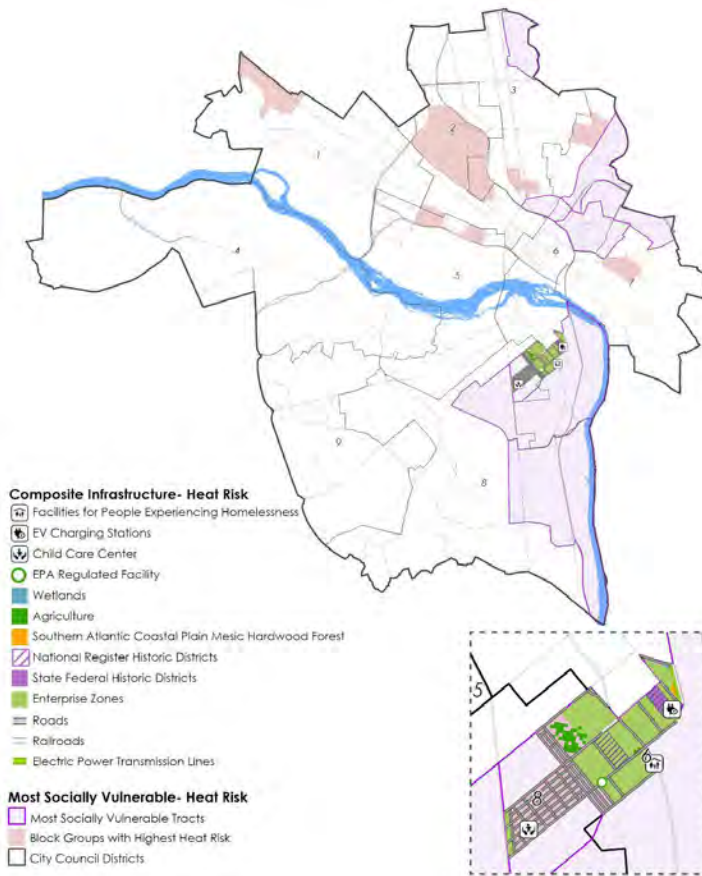 3
2
1
4
6
5
7
9
8
Composite Infrastructure- Heat Risk
Facilities for People Experiencing Homelessness
EV Charging Stations
Child Care Center
EPA Regulated Facility
Wetlands
Agriculture
Southern Atlantic Coastal Plain Mesic Hardwood Forest
National Register Historic Districts
State Federal Historic Districts
Enterprise Zones
Roads
Railroads
Electric Power Transmission Lines
Most Socially Vulnerable- Heat Risk
Most Socially Vulnerable Tracts
Block Groups with Highest Heat Risk
City Council Districts
5
6
8